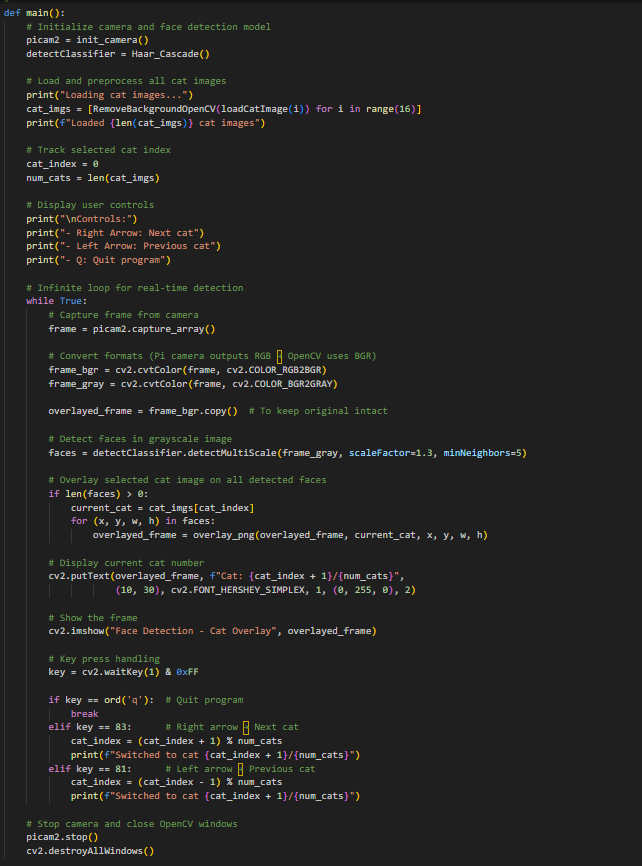 def main():
    # Initialize camera and face detection model
    picam2 = init_camera()
    detectClassifier = Haar_Cascade()

    # Load and preprocess all cat images
    print("Loading cat images...")
    cat_imgs = [RemoveBackgroundOpenCV(loadCatImage(i)) for i in range(16)]
    print(f"Loaded {len(cat_imgs)} cat images")

    # Track selected cat index
    cat_index = 0
    num_cats = len(cat_imgs)

    # Display user controls
    print("\nControls:")
    print("- Right Arrow: Next cat")
    print("- Left Arrow: Previous cat")
    print("- Q: Quit program")

    # Infinite loop for real-time detection
    while True:
        # Capture frame from camera
        frame = picam2.capture_array()

        # Convert formats (Pi camera outputs RGB OpenCV uses BGR)
        frame_bgr = cv2.cvtColor(frame, cv2.COLOR_RGB2BGR)
        frame_gray = cv2.cvtColor(frame, cv2.COLOR_BGR2GRAY)

        overlayed_frame = frame_bgr.copy()  # To keep original intact

        # Detect faces in grayscale image
        faces = detectClassifier.detectMultiScale(frame_gray, scaleFactor=1.3, minNeighbors=5)

        # Overlay selected cat image on all detected faces
        if len(faces) > 0:
            current_cat = cat_imgs[cat_index]
            for (x, y, w, h) in faces:
                overlayed_frame = overlay_png(overlayed_frame, current_cat, x, y, w, h)

        # Display current cat number
        cv2.putText(overlayed_frame, f"Cat: {cat_index + 1}/{num_cats}",
                    (10, 30), cv2.FONT_HERSHEY_SIMPLEX, 1, (0, 255, 0), 2)

        # Show the frame
        cv2.imshow("Face Detection - Cat Overlay", overlayed_frame)

        # Key press handling
        key = cv2.waitKey(1) & 0xFF

        if key == ord('q'):  # Quit program
            break
        elif key == 83:      # Right arrow Next cat
            cat_index = (cat_index + 1) % num_cats
            print(f"Switched to cat {cat_index + 1}/{num_cats}")
        elif key == 81:      # Left arrow Previous cat
            cat_index = (cat_index - 1) % num_cats
            print(f"Switched to cat {cat_index + 1}/{num_cats}")

    # Stop camera and close OpenCV windows
    picam2.stop()
    cv2.destroyAllWindows()